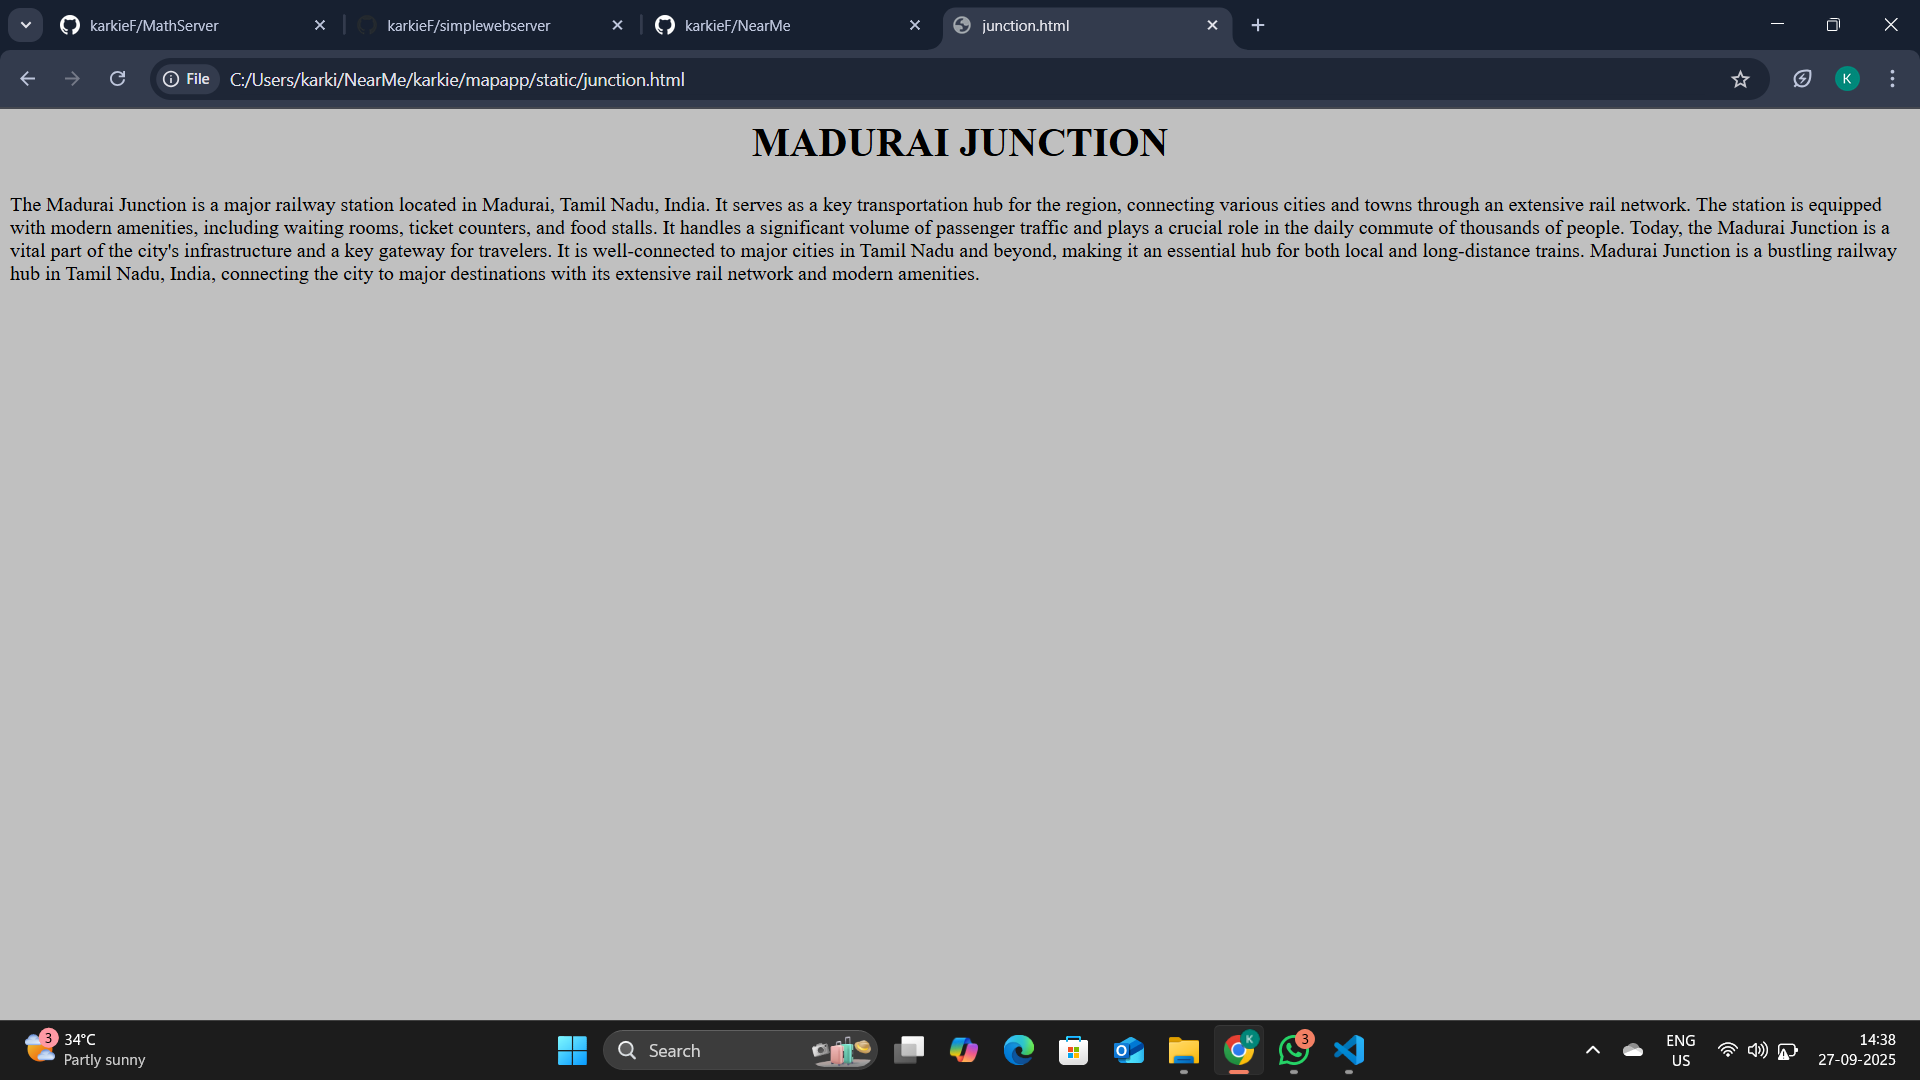 karkieF/MathServer
karkieF/simplewebserver
karkieF/NearMe
junction.html
File
C:/Users/karki/NearMe/karkie/mapapp/static/junction.html
K
MADURAI JUNCTION
The Madurai Junction is a major railway station located in Madurai, Tamil Nadu, India. It serves as a key transportation hub for the region, connecting various cities and towns through an extensive rail network. The station is equipped
with modern amenities, including waiting rooms, ticket counters, and food stalls. It handles a significant volume of passenger traffic and plays a crucial role in the daily commute of thousands of people. Today, the Madurai Junction is a
vital part of the city's infrastructure and a key gateway for travelers. It is well-connected to major cities in Tamil Nadu and beyond, making it an essential hub for both local and long-distance trains. Madurai Junction is a bustling railway
hub in Tamil Nadu, India, connecting the city to major destinations with its extensive rail network and modern amenities.
3
34°C
Partly sunny
Search
K
3
ENG
US
14:38
27-09-2025